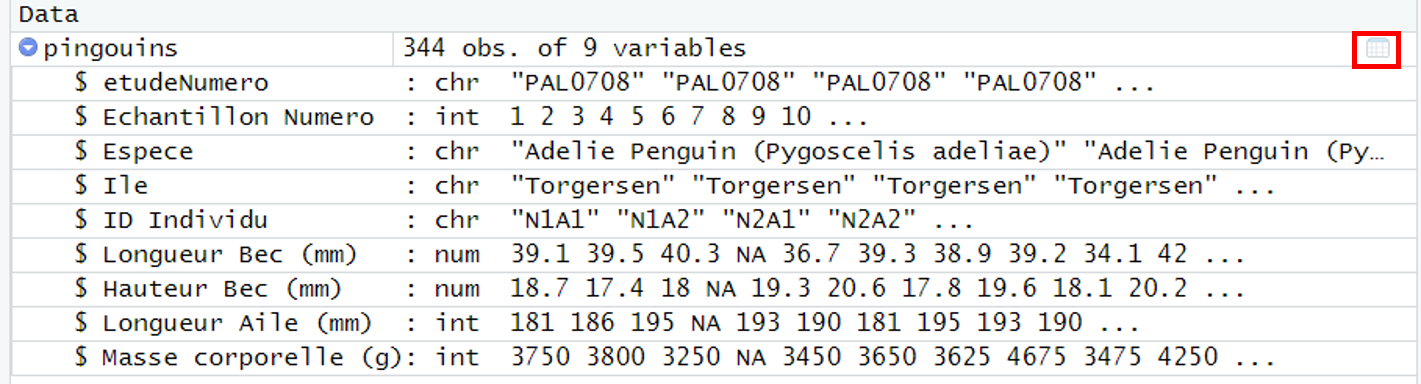 Data
pingouins 344 obs. of 9 variables
$ etudeNumero : chr "PAL0708" "PAL0708" "PAL0708" "PAL0708" ...
$ Echantillon Numero : int 1 2 3 4 5 6 7 8 9 10 ...
$ Espece : chr "Adelie Penguin (Pygoscelis adeliae)" "Adelie Penguin (Py…
$ Ile : chr "Torgersen" "Torgersen" "Torgersen" "Torgersen" ...
$ ID Individu : chr "N1A1" "N1A2" "N2A1" "N2A2" ...
$ Longueur Bec (mm) : num 39.1 39.5 40.3 NA 36.7 39.3 38.9 39.2 34.1 42 ...
$ Hauteur Bec (mm) : num 18.7 17.4 18 NA 19.3 20.6 17.8 19.6 18.1 20.2 ...
$ Longueur Aile (mm) : int 181 186 195 NA 193 190 181 195 193 190 ...
$ Masse corporelle (g): int 3750 3800 3250 NA 3450 3650 3625 4675 3475 4250 ...